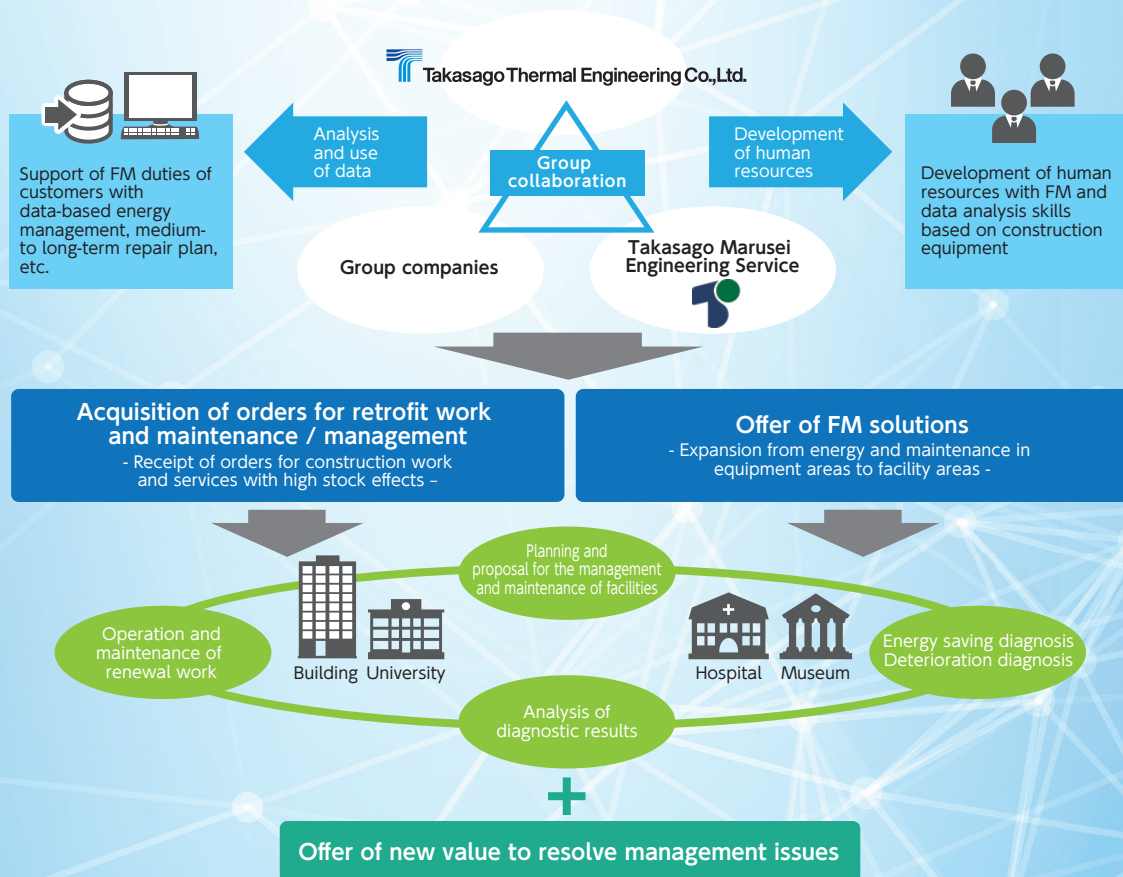 Takasago Thermal Engineering Co.,Ltd.
Analysis
and use
of data
Group
collaboration
Development
of human
resources
Support of FM duties of
customers with
data-based energy
management, medium-
to long-term repair plan,
etc.
Development of human
resources with FM and
data analysis skills
based on construction
equipment
Group companies
Takasago Marusei
Engineering Service
Acquisition of orders for retrofit work
and maintenance / management
- Receipt of orders for construction work
and services with high stock effects –
Offer of FM solutions
- Expansion from energy and maintenance in
equipment areas to facility areas -
Planning and
proposal for the management
and maintenance of facilities
Operation and
maintenance of
renewal work
Building
University
Hospital
Museum
Energy saving diagnosis
Deterioration diagnosis
Analysis of
diagnostic results
+
Offer of new value to resolve management issues